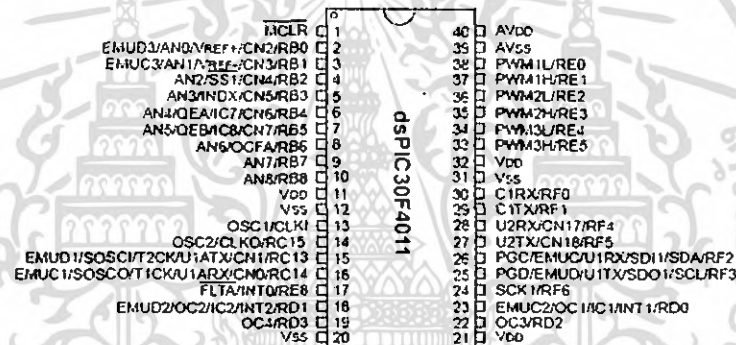 MCLR 1 40 AVDD
EMUD3/AN0/VREF+/CN2/RB0 2 39 AVSS
EMUC3/AN1/VREF-/CN3/RB1 3 38 PWM1L/RE0
AN2/SS1/CN4/RB2 4 37 PWM1H/RE1
AN3/INDX/CN5/RB3 5 36 PWM2L/RE2
AN4/QEA/IC7/CN6/RB4 6 35 PWM2H/RE3
AN5/QEB/IC8/CN7/RB5 7 34 PWM3L/RE4
AN6/OCFA/RB6 8 33 PWM3H/RE5
AN7/RB7 9 32 VDD
AN8/RB8 10 31 VSS
VDD 11 30 C1RX/RF0
VSS 12 29 C1TX/RF1
OSC1/CLKI 13 28 U2RX/CN17/RF4
OSC2/CLKO/RC15 14 27 U2TX/CN18/RF5
EMUD1/SOSCI/T2CK/U1ATX/CN1/RC13 15 26 PGC/EMUC/U1RX/SDI1/SDA/RF2
EMUC1/SOSCO/T1CK/U1ARX/CN0/RC14 16 25 PGD/EMUD/U1TX/SDO1/SCL/RF3
FLTA/INT0/RE8 17 24 SCK1/RF6
EMUD2/OC2/IC2/INT2/RD1 18 23 EMUC2/OC1/IC1/INT1/RD0
OC4/RD3 19 22 OC3/RD2
VSS 20 21 VDD
dsPIC30F4011